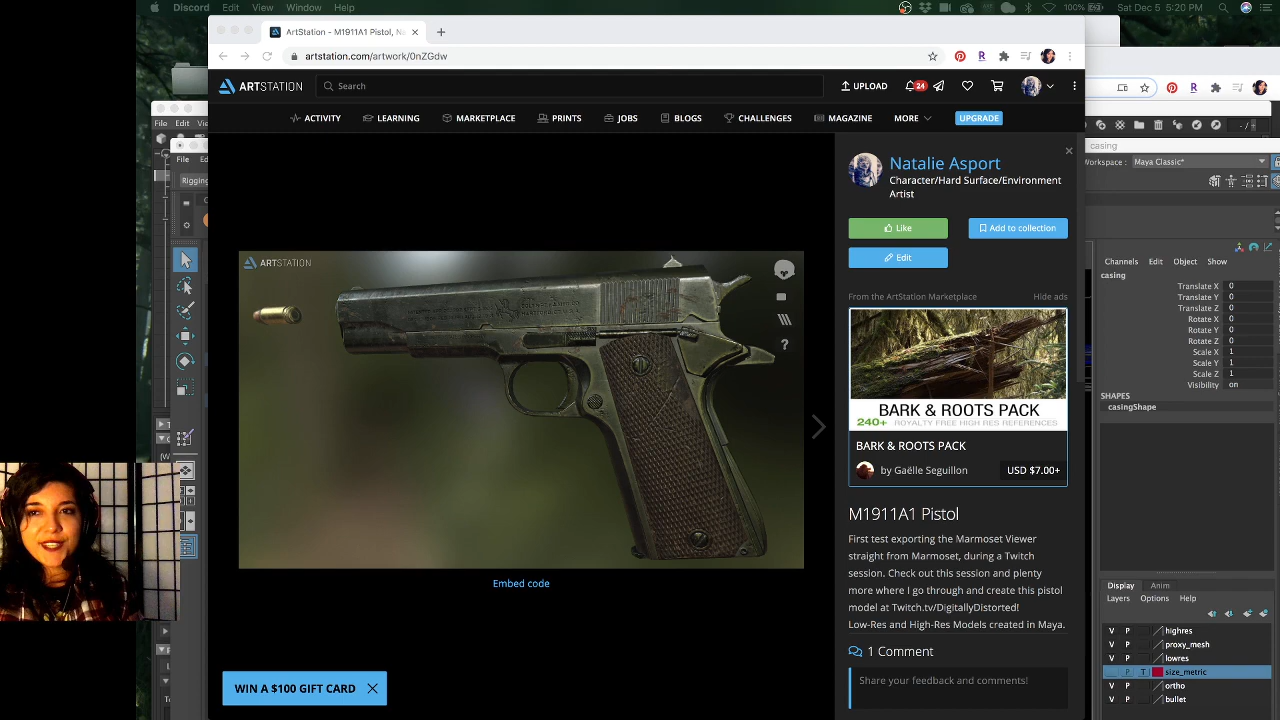 Discord Edit View Window Help
100% Sat Dec 5 5:20 PM
ArtStation - M1911A1 Pistol, Na
artstation.com/artwork/0nZGdw
ARTSTATION
Search
UPLOAD
24
ACTIVITY LEARNING MARKETPLACE PRINTS JOBS BLOGS CHALLENGES MAGAZINE MORE UPGRADE
File Edit
File
Rigging
casing
Workspace : Maya Classic*
Natalie Asport
Character/Hard Surface/Environment
Artist
Like
Add to collection
Edit
ARTSTATION
From the ArtStation Marketplace Hide ads
BARK & ROOTS PACK
240+ ROYALTY FREE HIGH RES REFERENCES
BARK & ROOTS PACK
by Gaëlle Seguillon
USD $7.00+
M1911A1 Pistol
First test exporting the Marmoset Viewer
straight from Marmoset, during a Twitch
session. Check out this session and plenty
more where I go through and create this pistol
model at Twitch.tv/DigitallyDistorted!
Low-Res and High-Res Models created in Maya.
1 Comment
Share your feedback and comments!
Embed code
WIN A $100 GIFT CARD
Channels Edit Object Show
casing
Translate X 0
Translate Y 0
Translate Z 0
Rotate X 0
Rotate Y 0
Rotate Z 0
Scale X 1
Scale Y 1
Scale Z 1
Visibility on
SHAPES
casingShape
Display Anim
Layers Options Help
V P highres
V P proxy_mesh
V P lowres
P T size_metric
V P ortho
V P bullet